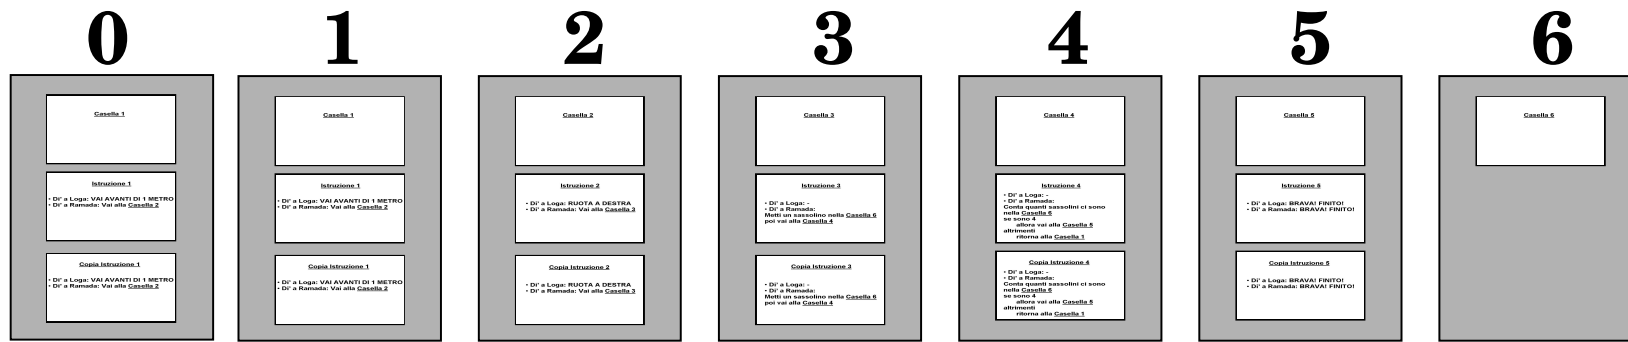 0
Casella 1
Istruzione 1
• Di' a Loga: VAI AVANTI DI 1 METRO
• Di' a Ramada: Vai alla Casella 2
Copia Istruzione 1
• Di' a Loga: VAI AVANTI DI 1 METRO
• Di' a Ramada: Vai alla Casella 2
1
Casella 1
Istruzione 1
• Di' a Loga: VAI AVANTI DI 1 METRO
• Di' a Ramada: Vai alla Casella 2
Copia Istruzione 1
• Di' a Loga: VAI AVANTI DI 1 METRO
• Di' a Ramada: Vai alla Casella 2
2
Casella 2
Istruzione 2
• Di' a Loga: RUOTA A DESTRA
• Di' a Ramada: Vai alla Casella 3
Copia Istruzione 2
• Di' a Loga: RUOTA A DESTRA
• Di' a Ramada: Vai alla Casella 3
3
Casella 3
Istruzione 3
• Di' a Loga: -
• Di' a Ramada:
Metti un sassolino nella Casella 6
poi vai alla Casella 4
Copia Istruzione 3
• Di' a Loga: -
• Di' a Ramada:
Metti un sassolino nella Casella 6
poi vai alla Casella 4
4
Casella 4
Istruzione 4
• Di' a Loga: -
• Di' a Ramada:
Conta quanti sassolini ci sono
nella Casella 6
se sono 4
allora vai alla Casella 5
altrimenti
ritorna alla Casella 1
Copia Istruzione 4
• Di' a Loga: -
• Di' a Ramada:
Conta quanti sassolini ci sono
nella Casella 6
se sono 4
allora vai alla Casella 5
altrimenti
ritorna alla Casella 1
5
Casella 5
Istruzione 5
• Di' a Loga: BRAVA! FINITO!
• Di' a Ramada: BRAVA! FINITO!
Copia Istruzione 5
• Di' a Loga: BRAVA! FINITO!
• Di' a Ramada: BRAVA! FINITO!
6
Casella 6